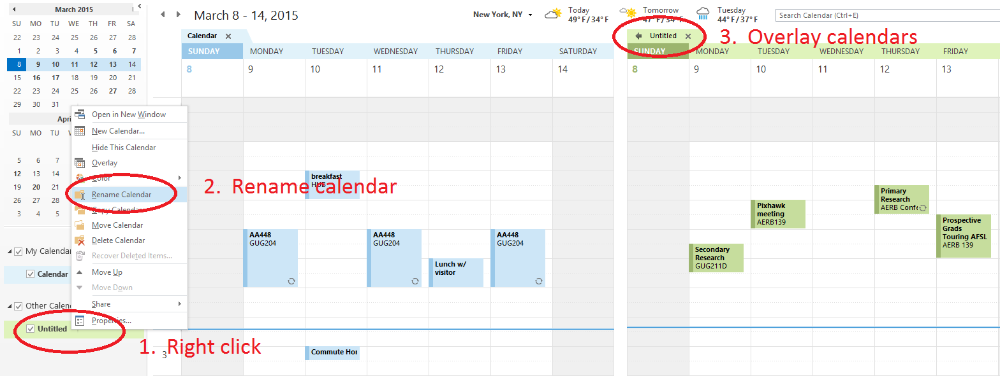 March 2015
SU MO TU WE TH FR SA
22 23 24 25 26 27 28
1 2 3 4 5 6 7
8 9 10 11 12 13 14
15 16 17 18 19 20 21
22 23 24 25 26 27 28
29 30 31
Apri
SU MO TU
5 6 7
12 13 14
19 20 21
26 27 28
3 4 5
My Calendar
Calendar
Other Calen
Untitled
Open in New Window
New Calendar...
Hide This Calendar
Overlay
Color
Rename Calendar
Copy Calendar
Move Calendar
Delete Calendar
Recover Deleted Items...
Move Up
Move Down
Share
Properties...
1. Right click
2. Rename calendar
3. Overlay calendars
March 8 - 14, 2015
New York, NY
Today
49°F/34°F
Tomorrow
47°F/34°F
Tuesday
44°F/37°F
Search Calendar (Ctrl+E)
Calendar
SUNDAY MONDAY TUESDAY WEDNESDAY THURSDAY FRIDAY SATURDAY
8 9 10 11 12 13 14
breakfast
HUB
AA448
GUG204
AA448
GUG204
Lunch w/
visitor
AA448
GUG204
3
Commute Hor
Untitled
SUNDAY MONDAY TUESDAY WEDNESDAY THURSDAY FRIDAY
8 9 10 11 12 13
Secondary
Research
GUG211D
Pixhawk
meeting
AERB139
Primary
Research
AERB Confe
Prospective
Grads
Touring AFSL
AERB 139